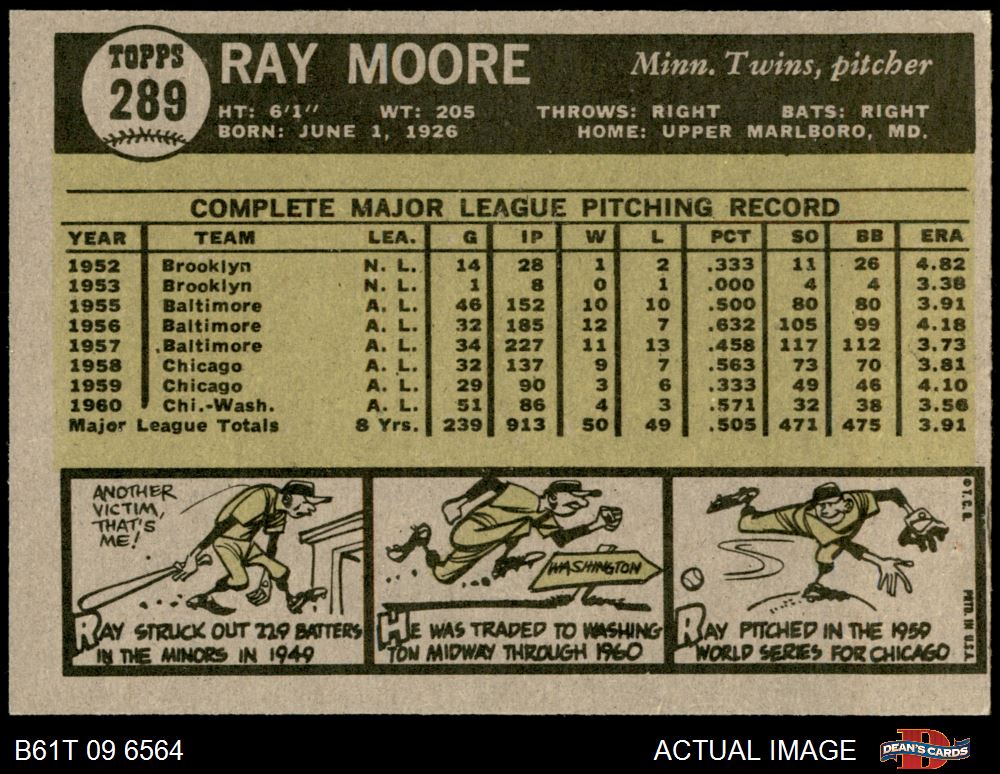 TOPPS
289
RAY MOORE
Minn. Twins, pitcher
HT: 6'1" WT: 205 THROWS: RIGHT BATS: RIGHT
BORN: JUNE 1, 1926 HOME: UPPER MARLBORO, MD.
COMPLETE MAJOR LEAGUE PITCHING RECORD
YEAR TEAM LEA. G IP W L PCT SO BB ERA
1952 Brooklyn N. L. 14 28 1 2 .333 11 26 4.82
1953 Brooklyn N. L. 1 8 0 1 .000 4 4 3.38
1955 Baltimore A. L. 46 152 10 10 .500 80 80 3.91
1956 Baltimore A. L. 32 185 12 7 .632 105 99 4.18
1957 Baltimore A. L. 34 227 11 13 .458 117 112 3.73
1958 Chicago A. L. 32 137 9 7 .563 73 70 3.81
1959 Chicago A. L. 29 90 3 6 .333 49 46 4.10
1960 Chi.-Wash. A. L. 51 86 4 3 .571 32 38 3.56
Major League Totals 8 Yrs. 239 913 50 49 .505 471 475 3.91
ANOTHER
VICTIM,
THAT'S
ME!
RAY STRUCK OUT 229 BATTERS
IN THE MINORS IN 1949
WASHINGTON
HE WAS TRADED TO WASHING
TON MIDWAY THROUGH 1960
RAY PITCHED IN THE 1959
WORLD SERIES FOR CHICAGO
© T. C. G.
PRTD. IN U.S.A.
B61T 09 6564
ACTUAL IMAGE
DEAN'S CARDS